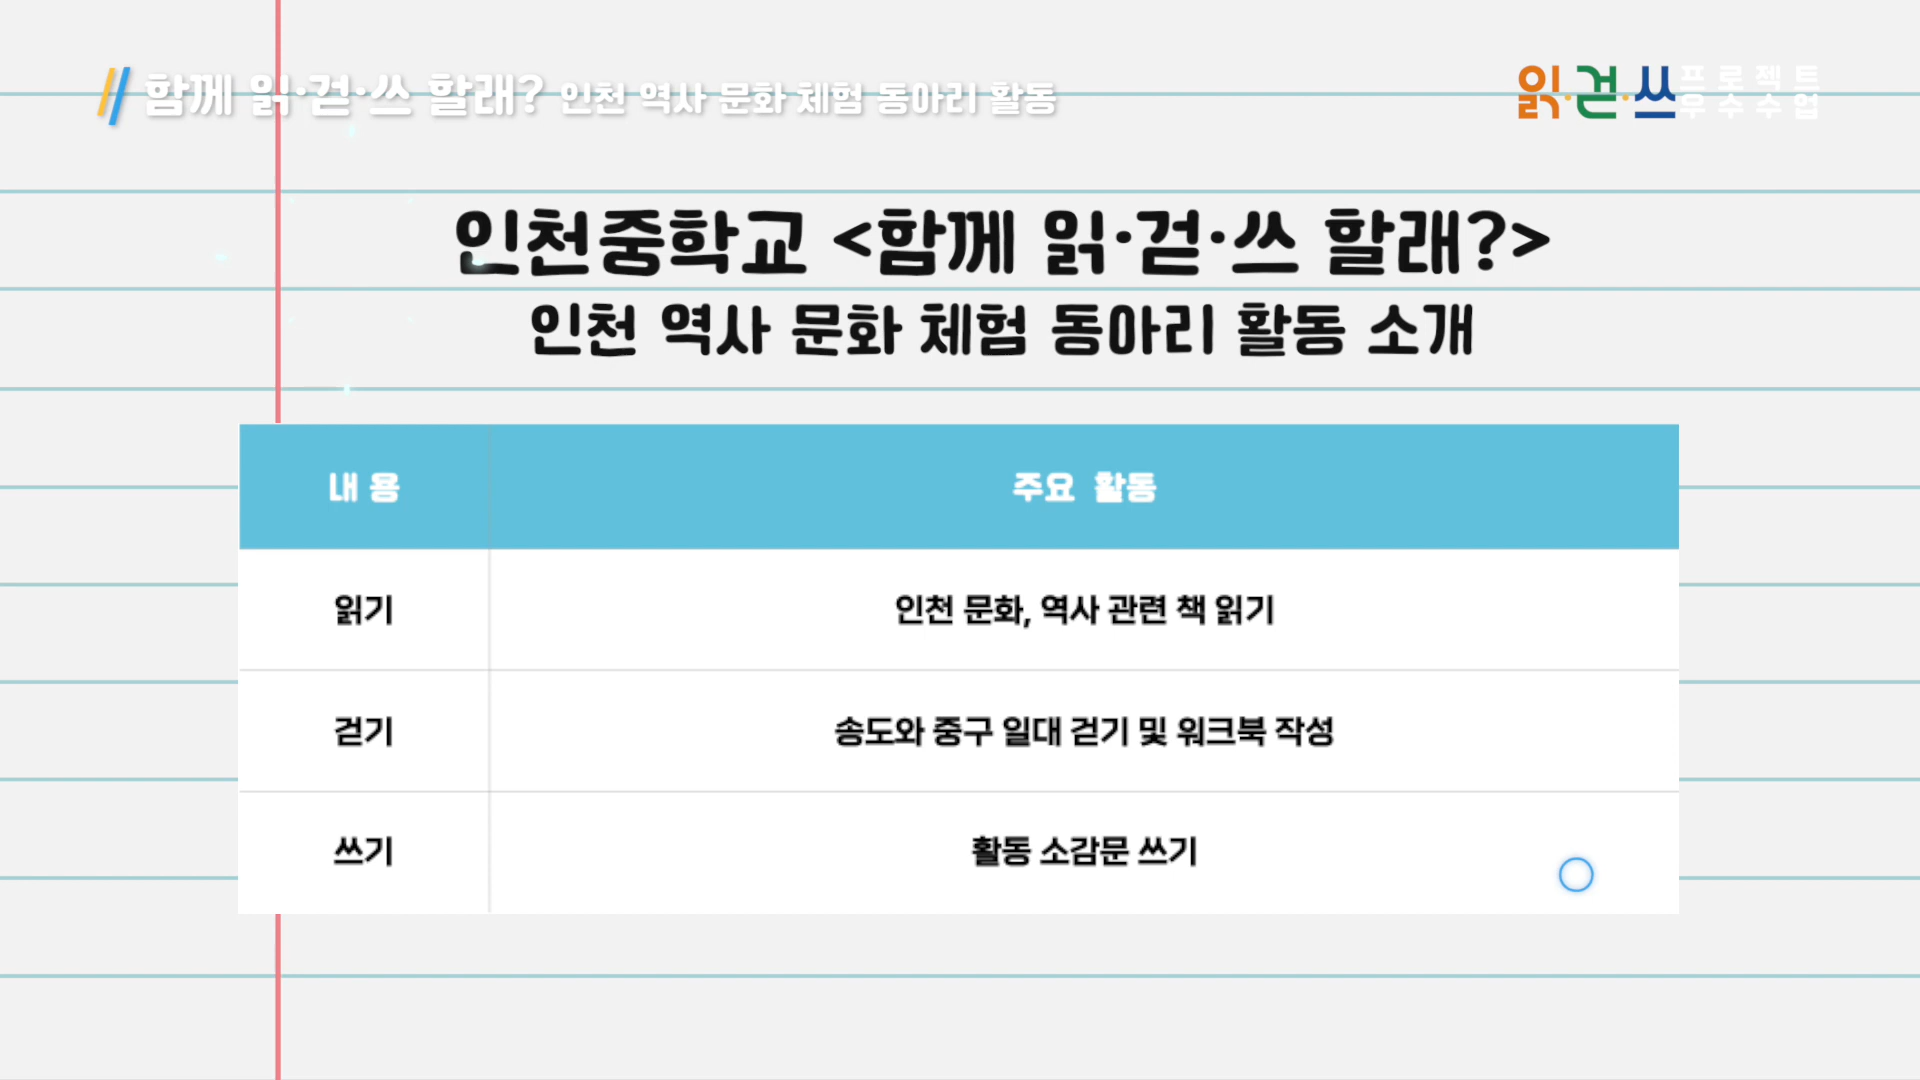 함께 읽·걷·쓰 할래? 인천 역사 문화 체험 동아리 활동
읽·걷·쓰 프로젝트
우수수업
인천중학교 <함께 읽·걷·쓰 할래?>
인천 역사 문화 체험 동아리 활동 소개
내 용 주요 활동
읽기 인천 문화, 역사 관련 책 읽기
걷기 송도와 중구 일대 걷기 및 워크북 작성
쓰기 활동 소감문 쓰기